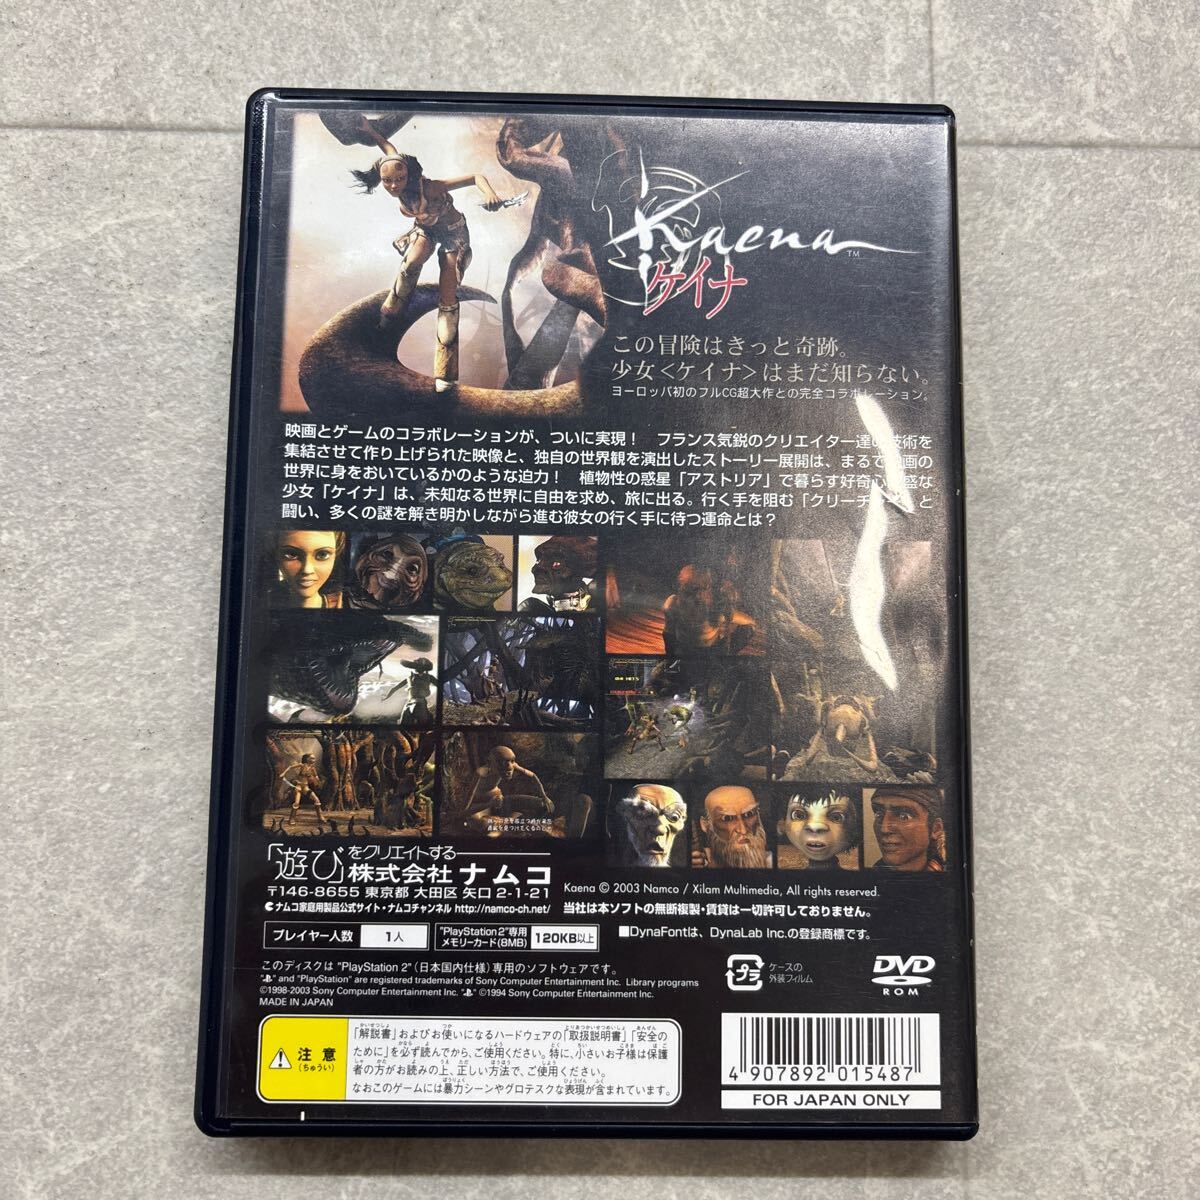 Kaena™
ケイナ
この冒険はきっと奇跡。
少女<ケイナ>はまだ知らない。
ヨーロッパ初のフルCG超大作との完全コラボレーション。
映画とゲームのコラボレーションが、ついに実現！ フランス気鋭のクリエイター達の技術を
集結させて作り上げられた映像と、独自の世界観を演出したストーリー展開は、まるで映画の
世界に身をおいているかのような迫力！ 植物性の惑星「アストリア」で暮らす好奇心旺盛な
少女「ケイナ」は、未知なる世界に自由を求め、旅に出る。行く手を阻む「クリーチャー」と
闘い、多くの謎を解き明かしながら進む彼女の行く手に待つ運命とは？
「遊び」をクリエイトする
株式会社 ナムコ
〒146-8655 東京都 大田区 矢口 2-1-21
ナムコ家庭用製品公式サイト・ナムコチャンネル http://namco-ch.net/
Kaena © 2003 Namco / Xilam Multimedia, All rights reserved.
当社は本ソフトの無断複製・賃貸は一切許可しておりません。
プレイヤー人数 1人
"PlayStation 2"専用
メモリーカード(8MB) 120KB以上
■DynaFontは、DynaLab Inc.の登録商標です。
このディスクは "PlayStation 2"（日本国内仕様）専用のソフトウェアです。
" " and "PlayStation" are registered trademarks of Sony Computer Entertainment Inc. Library programs
©1998-2003 Sony Computer Entertainment Inc. " " ©1994 Sony Computer Entertainment Inc.
MADE IN JAPAN
プラ
ケースの
外装フィルム
DVD
ROM
注意
(ちゅうい)
「解説書」およびお使いになるハードウェアの「取扱説明書」「安全の
ために」を必ず読んでから、ご使用ください。特に、小さいお子様は保護
者の方がお読みの上、正しい方法で、ご使用ください。
なおこのゲームには暴力シーンやグロテスクな表現が含まれています。
4 907892 015487
FOR JAPAN ONLY